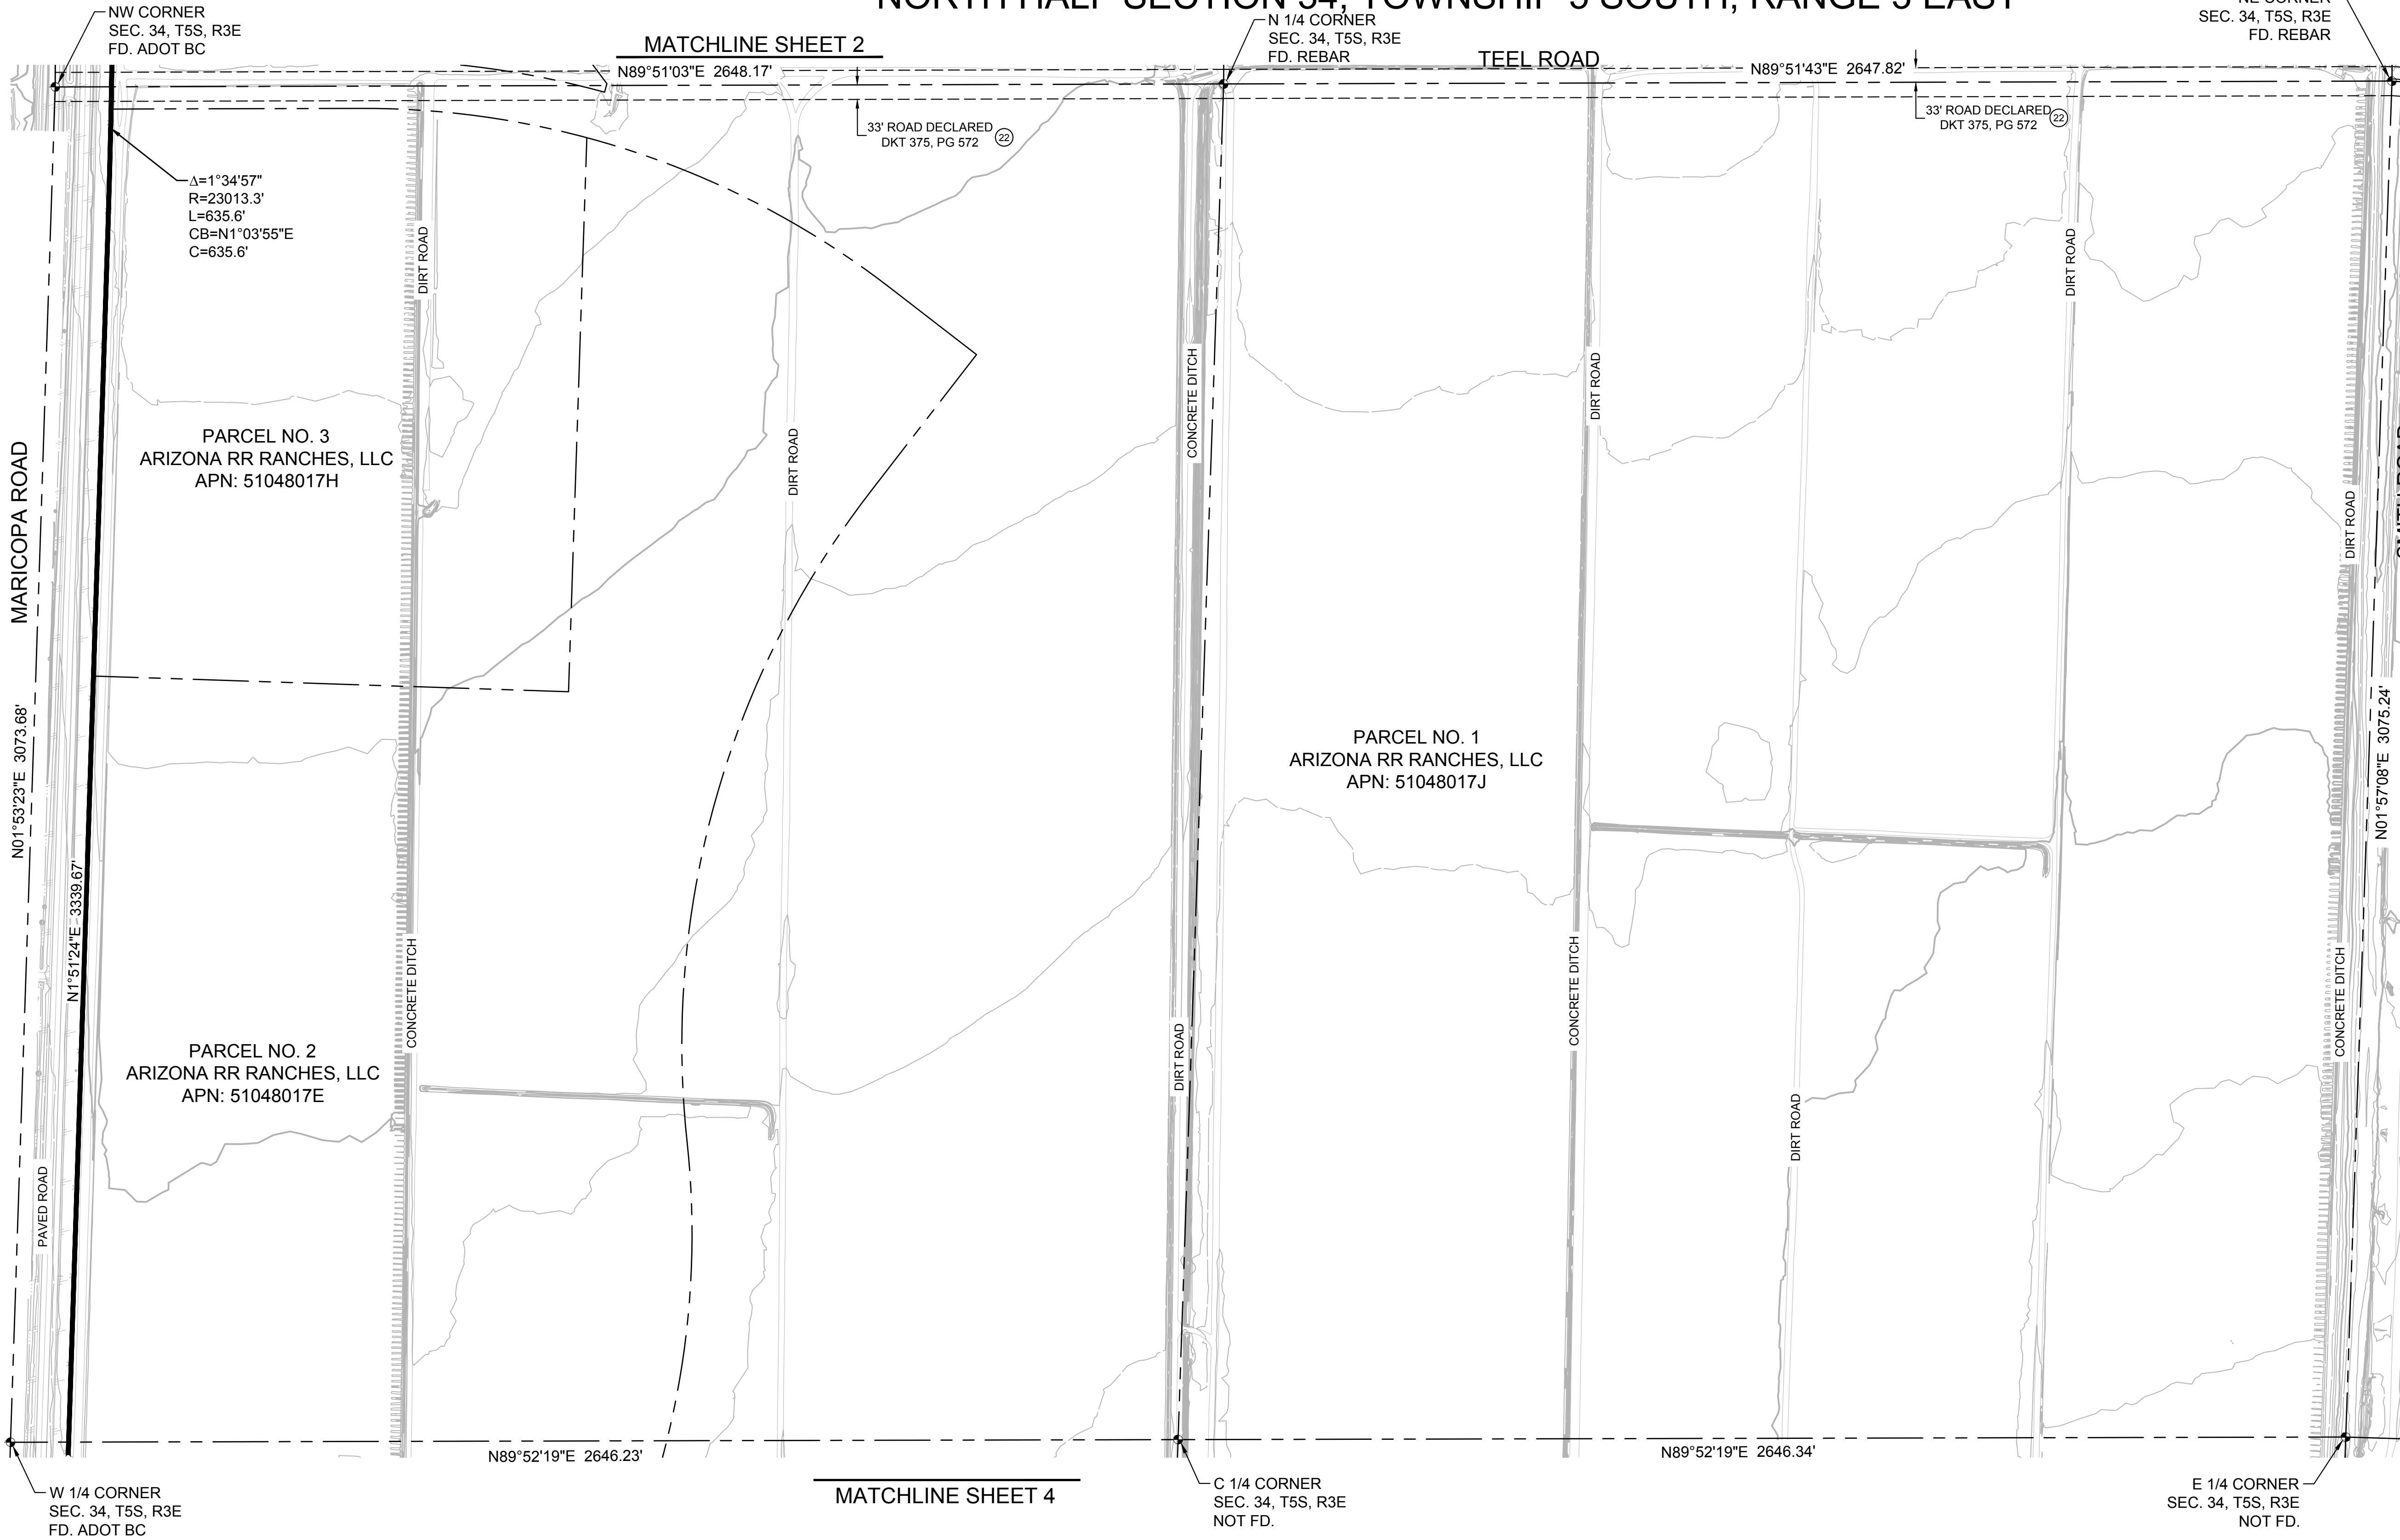 NORTH HALF SECTION 34, TOWNSHIP 5 SOUTH, RANGE 3 EAST
NW CORNER
SEC. 34, T5S, R3E
FD. ADOT BC
MATCHLINE SHEET 2
N89°51'03"E 2648.17'
N 1/4 CORNER
SEC. 34, T5S, R3E
FD. REBAR
TEEL ROAD
N89°51'43"E 2647.82'
NE CORNER
SEC. 34, T5S, R3E
FD. REBAR
33' ROAD DECLARED
DKT 375, PG 572
22
33' ROAD DECLARED
DKT 375, PG 572
22
Δ=1°34'57"
R=23013.3'
L=635.6'
CB=N1°03'55"E
C=635.6'
DIRT ROAD
DIRT ROAD
CONCRETE DITCH
DIRT ROAD
DIRT ROAD
DIRT ROAD
MARICOPA ROAD
PARCEL NO. 3
ARIZONA RR RANCHES, LLC
APN: 51048017H
N01°53'23"E 3073.68'
N1°51'24"E 3339.67'
PARCEL NO. 1
ARIZONA RR RANCHES, LLC
APN: 51048017J
N01°57'08"E 3075.24'
CONCRETE DITCH
DIRT ROAD
CONCRETE DITCH
DIRT ROAD
CONCRETE DITCH
PARCEL NO. 2
ARIZONA RR RANCHES, LLC
APN: 51048017E
PAVED ROAD
N89°52'19"E 2646.23'
N89°52'19"E 2646.34'
W 1/4 CORNER
SEC. 34, T5S, R3E
FD. ADOT BC
MATCHLINE SHEET 4
C 1/4 CORNER
SEC. 34, T5S, R3E
NOT FD.
E 1/4 CORNER
SEC. 34, T5S, R3E
NOT FD.